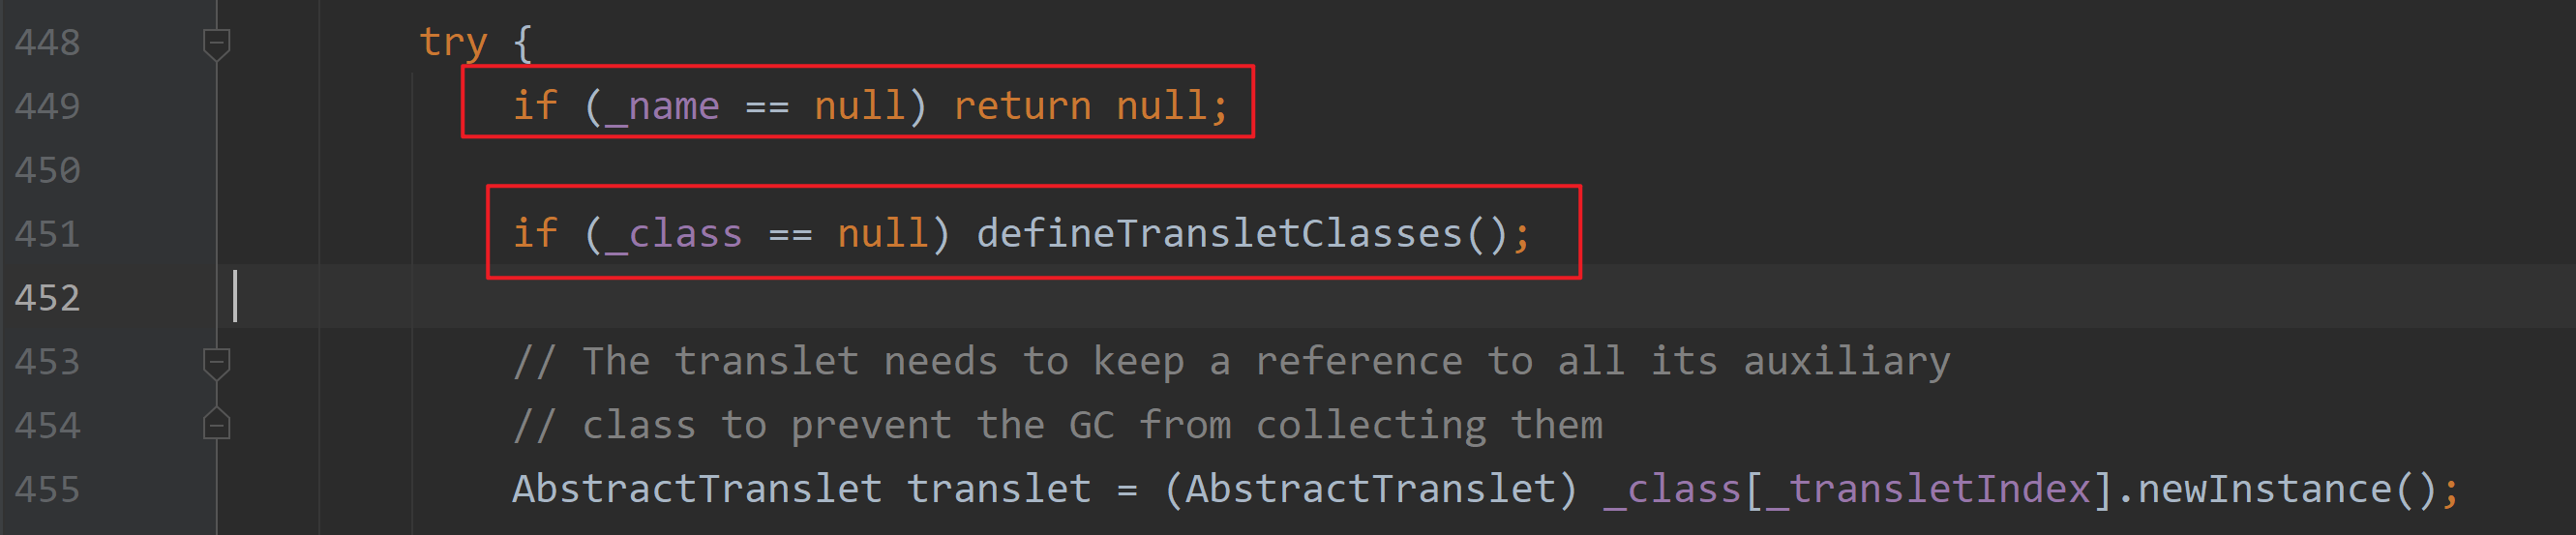 448 try {
449 if (_name == null) return null;
450
451 if (_class == null) defineTransletClasses();
452
453 // The translet needs to keep a reference to all its auxiliary
454 // class to prevent the GC from collecting them
455 AbstractTranslet translet = (AbstractTranslet) _class[_transletIndex].newInstance();